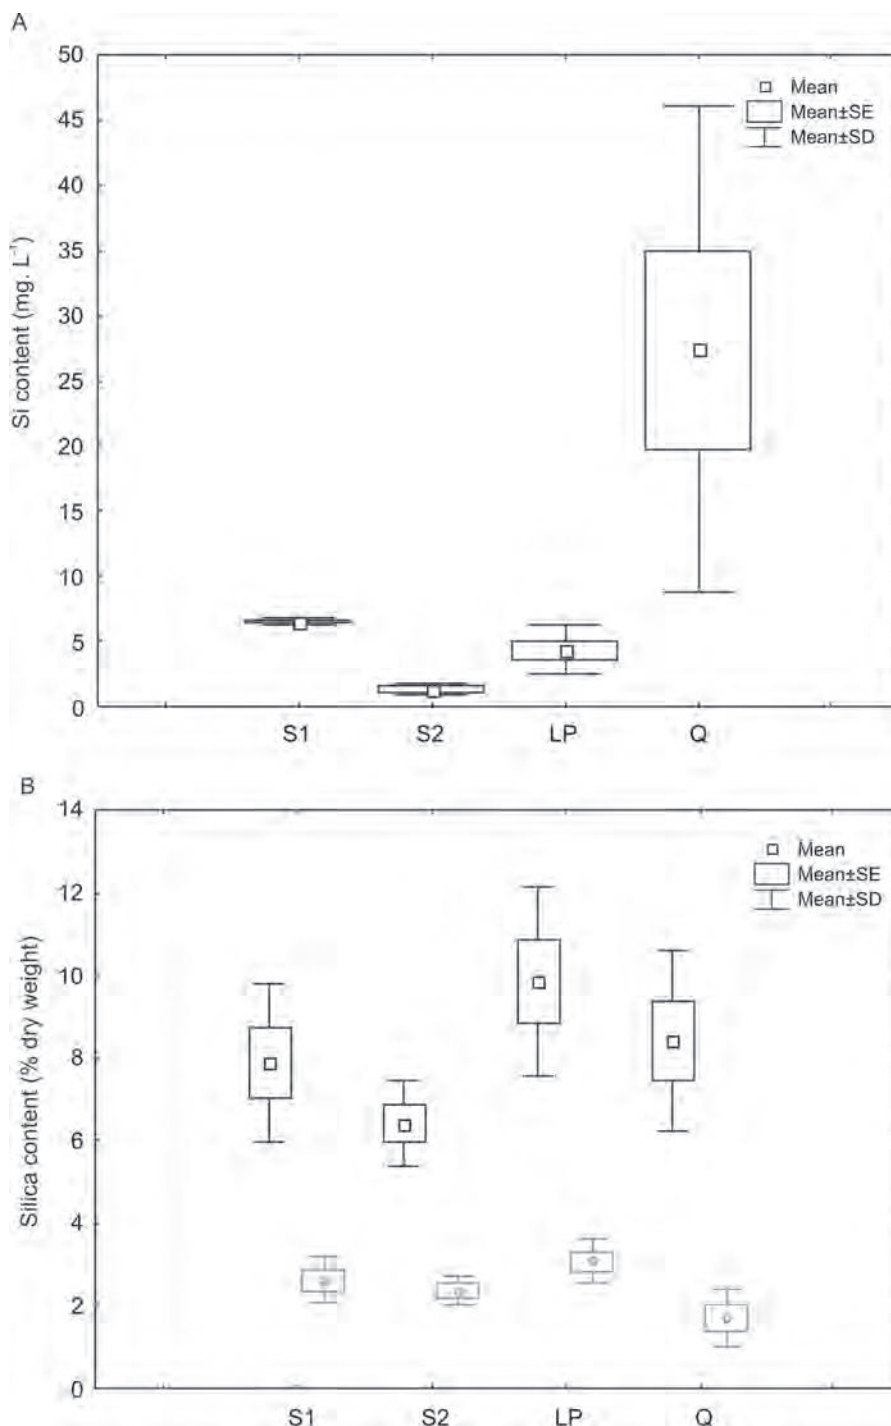 A
50
45
40
35
30
25
20
15
10
5
0
Si content (mg. L⁻¹)
Mean
Mean±SE
Mean±SD
S1 S2 LP Q
B
14
12
10
8
6
4
2
0
Silica content (% dry weight)
Mean
Mean±SE
Mean±SD
S1 S2 LP Q